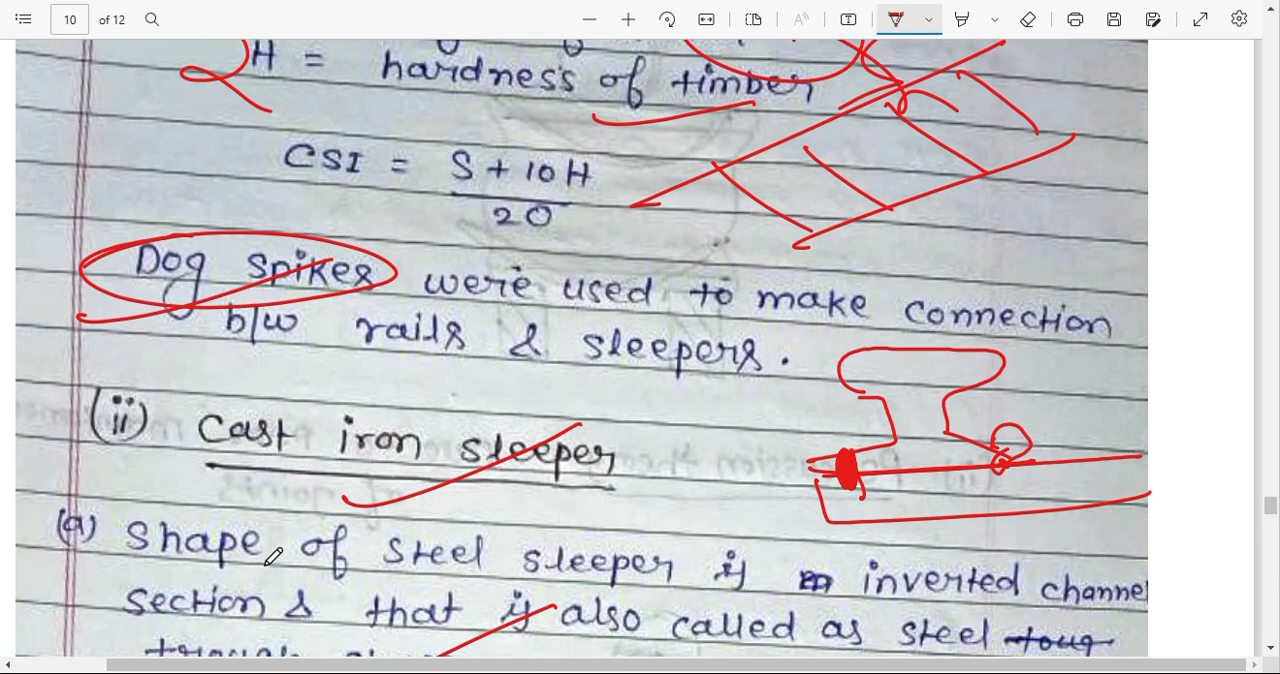 10 of 12
H = hardness of timber
CSI = S + 10H
20
Dog spikes were used to make connection
b/w rails & sleepers.
(ii) Cast iron sleeper
(a) Shape of steel sleeper is inverted channel
section & that is also called as steel toug